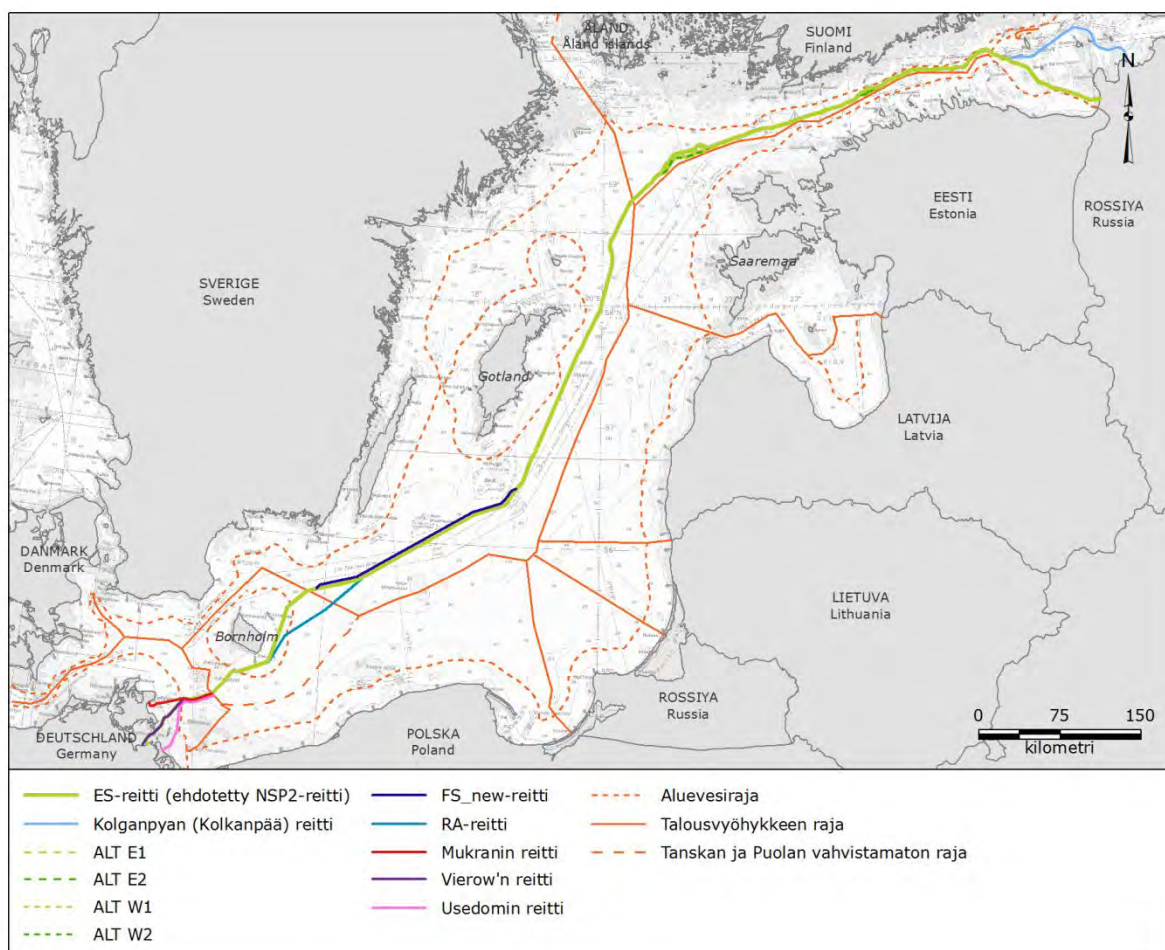 ÅLAND
Åland islands
SUOMI
Finland
N
EESTI
Estonia
ROSSIYA
Russia
SVERIGE
Sweden
Saaremaa
Gotland
LATVIJA
Latvia
DANMARK
Denmark
LIETUVA
Lithuania
Bornholm
ROSSIYA
Russia
DEUTSCHLAND
Germany
POLSKA
Poland
0 75 150
kilometri
ES-reitti (ehdotetty NSP2-reitti)
Kolganpyan (Kolkanpää) reitti
ALT E1
ALT E2
ALT W1
ALT W2
FS_new-reitti
RA-reitti
Mukranin reitti
Vierow'n reitti
Usedomin reitti
Aluevesiraja
Talousvyöhykkeen raja
Tanskan ja Puolan vahvistamaton raja